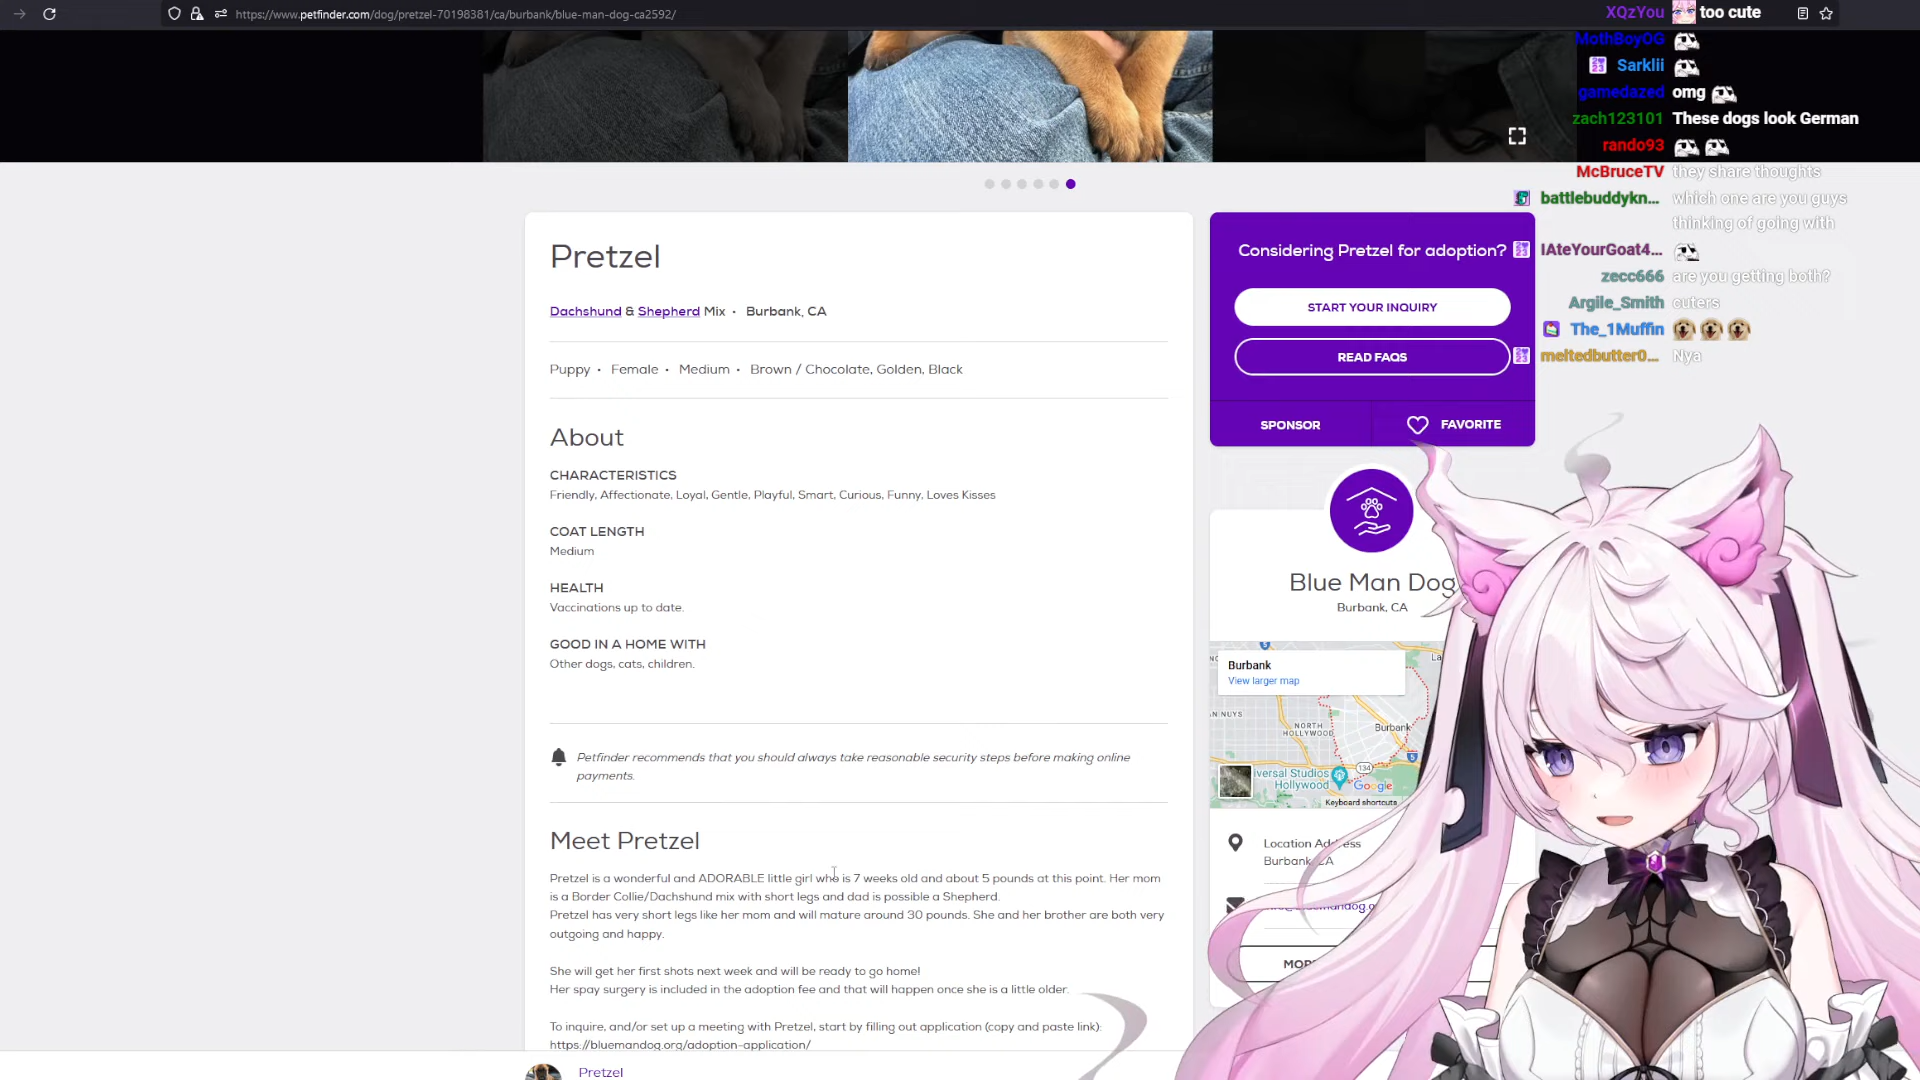 https://www.petfinder.com/dog/pretzel-70198381/ca/burbank/blue-man-dog-ca2592/
XQzYou too cute
MothBoyOG
Sarklii
gamedazed omg
zach123101 These dogs look German
rando93
McBruceTV they share thoughts
battlebuddykn... which one are you guys
thinking of going with
IAteYourGoat4...
zecc666 are you getting both?
Argile_Smith cuters
The_1Muffin
meltedbutter0... Nya
Pretzel
Dachshund & Shepherd Mix • Burbank, CA
Puppy • Female • Medium • Brown / Chocolate, Golden, Black
About
CHARACTERISTICS
Friendly, Affectionate, Loyal, Gentle, Playful, Smart, Curious, Funny, Loves Kisses
COAT LENGTH
Medium
HEALTH
Vaccinations up to date.
GOOD IN A HOME WITH
Other dogs, cats, children.
Petfinder recommends that you should always take reasonable security steps before making online
payments.
Meet Pretzel
Pretzel is a wonderful and ADORABLE little girl who is 7 weeks old and about 5 pounds at this point. Her mom
is a Border Collie/Dachshund mix with short legs and dad is possible a Shepherd.
Pretzel has very short legs like her mom and will mature around 30 pounds. She and her brother are both very
outgoing and happy.
She will get her first shots next week and will be ready to go home!
Her spay surgery is included in the adoption fee and that will happen once she is a little older.
To inquire, and/or set up a meeting with Pretzel, start by filling out application (copy and paste link):
https://bluemandog.org/adoption-application/
Pretzel
Considering Pretzel for adoption?
START YOUR INQUIRY
READ FAQS
SPONSOR
FAVORITE
Blue Man Dog
Burbank, CA
Burbank
View larger map
AN NUYS
NORTH
HOLLYWOOD
Burbank
5
134
Hollywood
Google
Keyboard shortcuts
Location
Burbank, CA